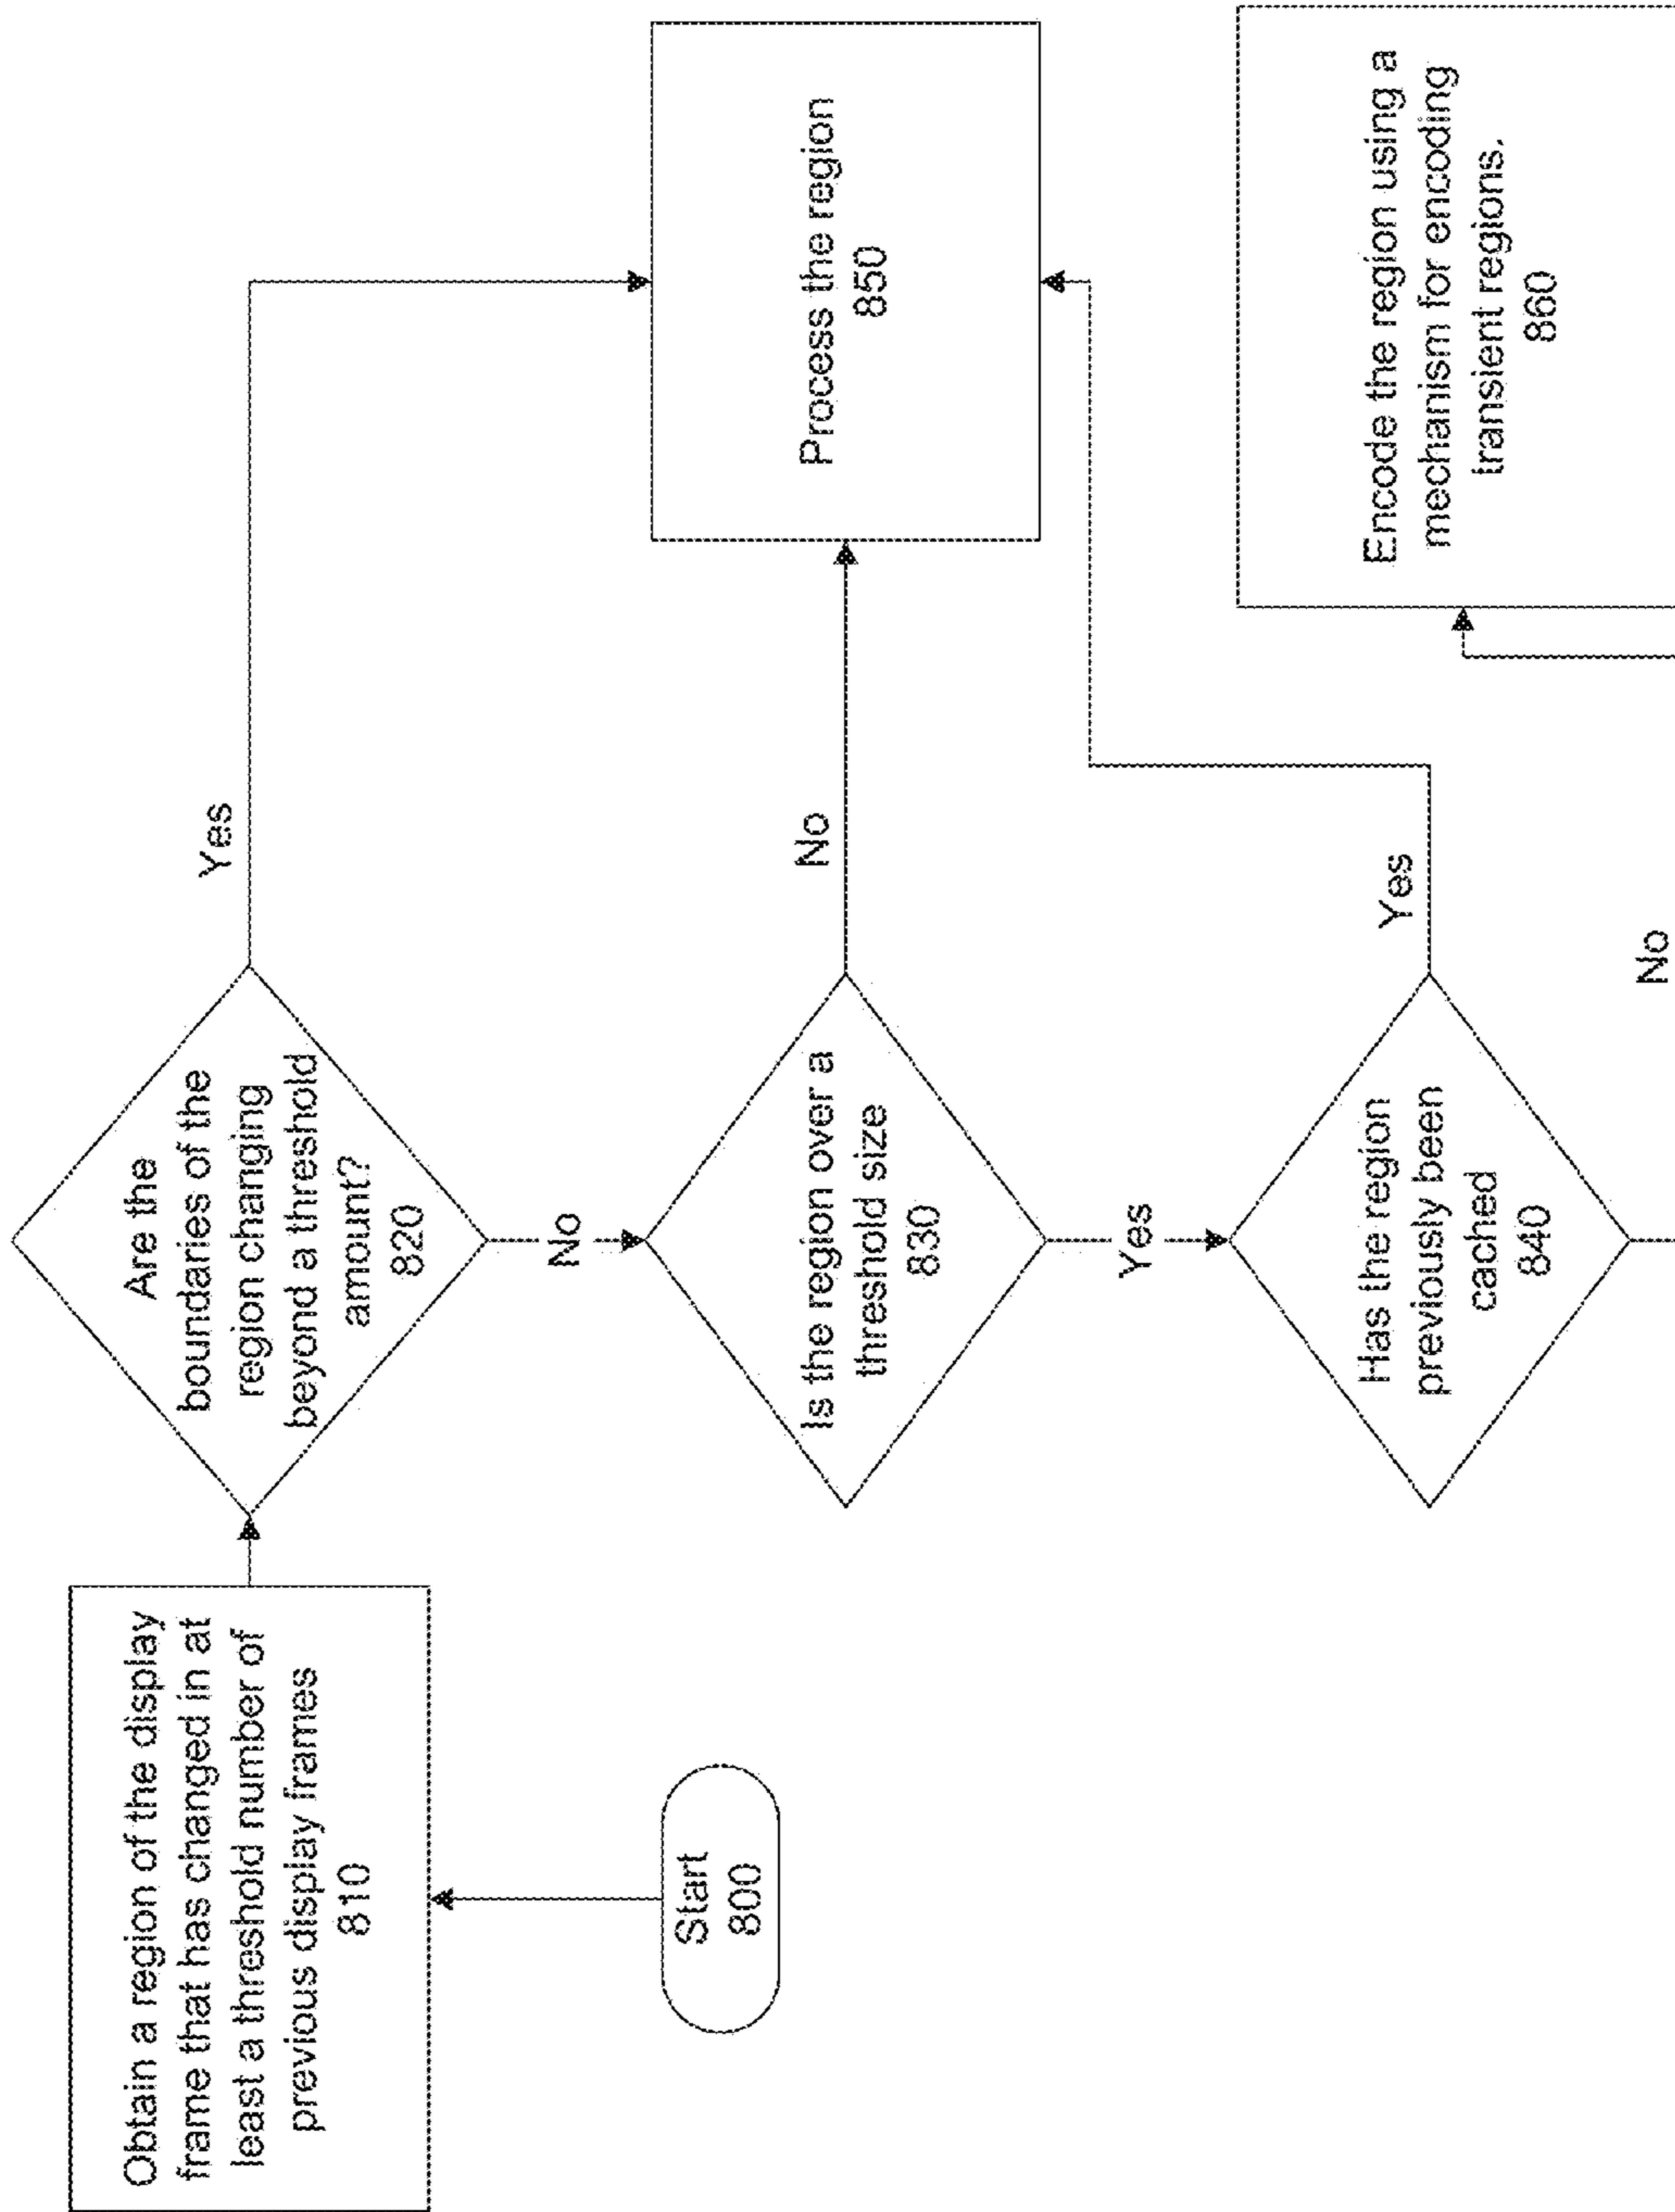 Start
800
Obtain a region of the display
frame that has changed in at
least a threshold number of
previous display frames
810
Are the
boundaries of the
region changing
beyond a threshold
amount?
820
Yes
No
Is the region over a
threshold size
830
No
Yes
Has the region
previously been
cached
840
Yes
No
Process the region
850
Encode the region using a
mechanism for encoding
transient regions.
860